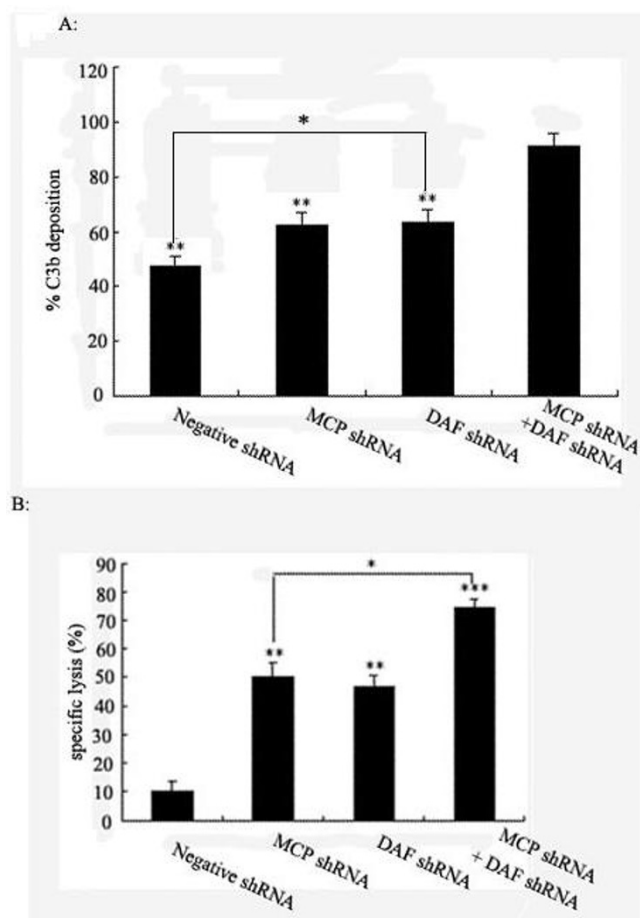 A:
120
100
80
60
40
20
0
% C3b deposition
*
**
**
**
Negative shRNA
MCP shRNA
DAF shRNA
MCP shRNA
+DAF shRNA
B:
90
80
70
60
50
40
30
20
10
0
specific lysis (%)
*
**
**
***
Negative shRNA
MCP shRNA
DAF shRNA
MCP shRNA
+ DAF shRNA